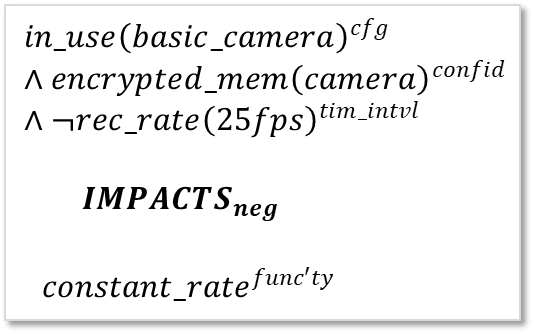 in_use(basic_camera)^cfg
∧ encrypted_mem(camera)^confid
∧ ¬rec_rate(25fps)^tim_intvl
IMPACTS_neg
constant_rate^func'ty